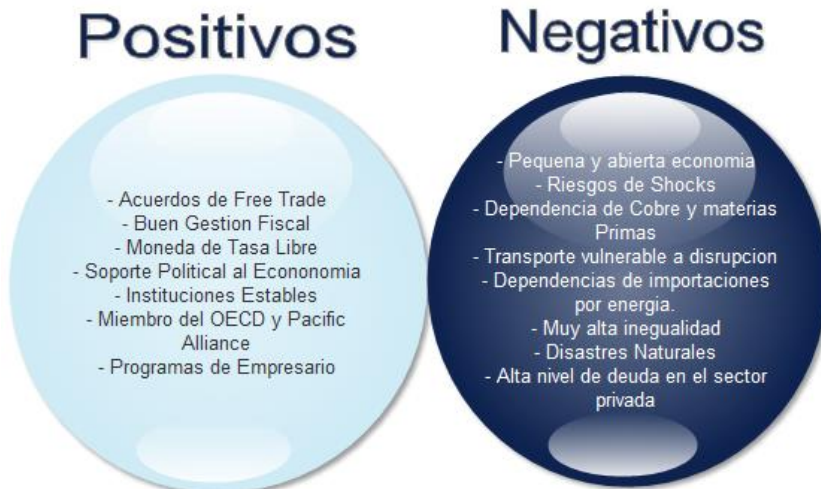 Positivos
- Acuerdos de Free Trade
- Buen Gestion Fiscal
- Moneda de Tasa Libre
- Soporte Political al Econonomia
- Instituciones Estables
- Miembro del OECD y Pacific
Alliance
- Programas de Empresario
Negativos
- Pequena y abierta economia
- Riesgos de Shocks
- Dependencia de Cobre y materias
Primas
- Transporte vulnerable a disrupcion
- Dependencias de importaciones
por energia.
- Muy alta inegualidad
- Disastres Naturales
- Alta nivel de deuda en el sector
privada